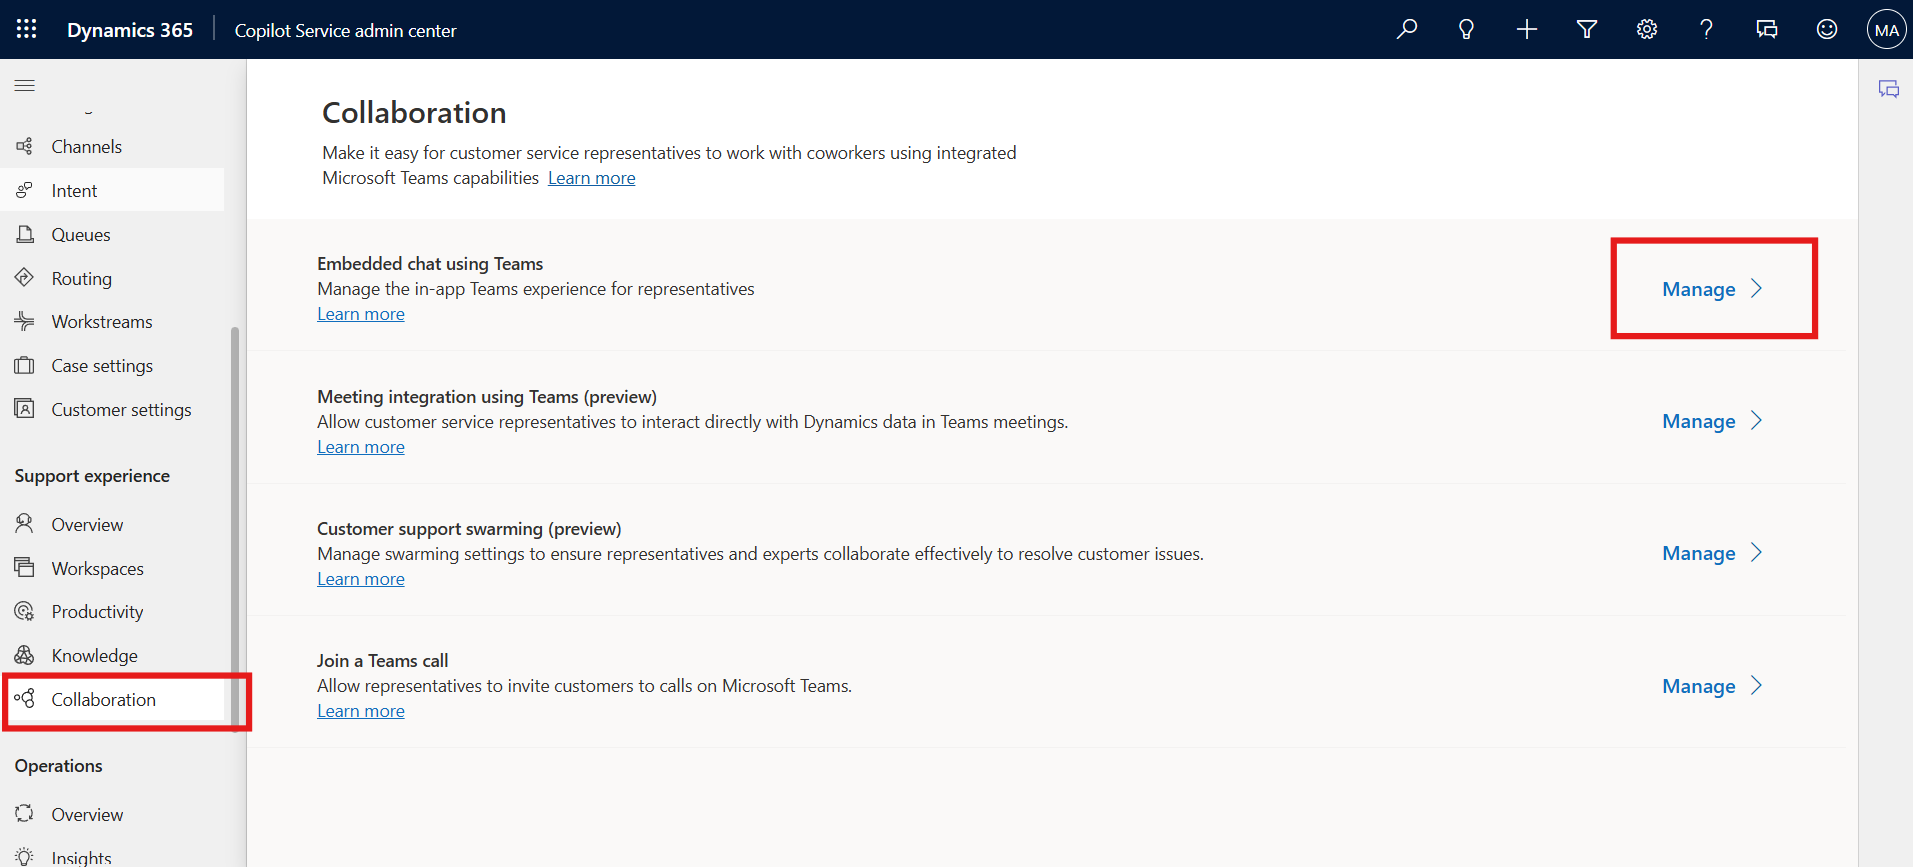 Dynamics 365
Copilot Service admin center
MA
Channels
Intent
Queues
Routing
Workstreams
Case settings
Customer settings
Support experience
Overview
Workspaces
Productivity
Knowledge
Collaboration
Operations
Overview
Insights
Collaboration
Make it easy for customer service representatives to work with coworkers using integrated
Microsoft Teams capabilities Learn more
Embedded chat using Teams
Manage the in-app Teams experience for representatives
Learn more
Manage
Meeting integration using Teams (preview)
Allow customer service representatives to interact directly with Dynamics data in Teams meetings.
Learn more
Manage
Customer support swarming (preview)
Manage swarming settings to ensure representatives and experts collaborate effectively to resolve customer issues.
Learn more
Manage
Join a Teams call
Allow representatives to invite customers to calls on Microsoft Teams.
Learn more
Manage